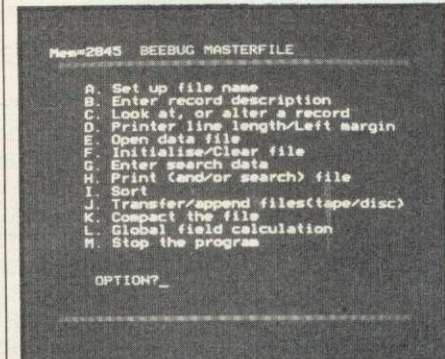 Mem=2845 BEEBUG MASTERFILE
A. Set up file name
B. Enter record description
C. Look at, or alter a record
D. Printer line length/Left margin
E. Open data file
F. Initialise/Clear file
G. Enter search data
H. Print (and/or search) file
I. Sort
J. Transfer/append files(tape/disc)
K. Compact the file
L. Global field calculation
M. Stop the program
OPTION?_